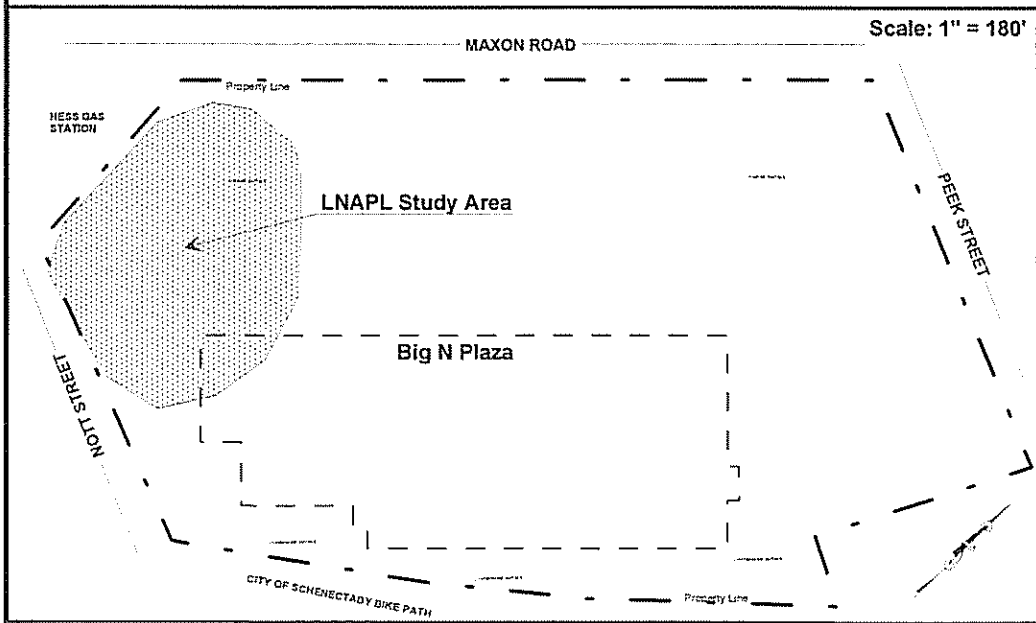 Scale: 1" = 180'
MAXON ROAD
Property Line
HESS GAS
STATION
LNAPL Study Area
PEEK STREET
Big N Plaza
NOTT STREET
CITY OF SCHENECTADY BIKE PATH
Property Line